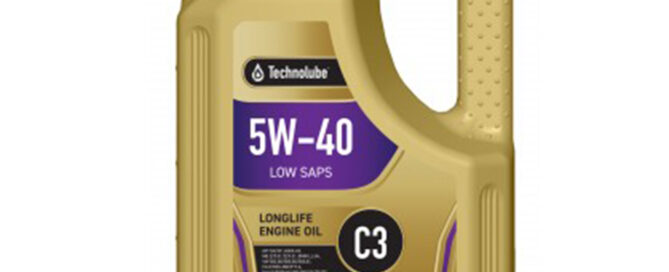 Technolube
5W-40
LOW SAPS
LONGLIFE
ENGINE OIL
C3